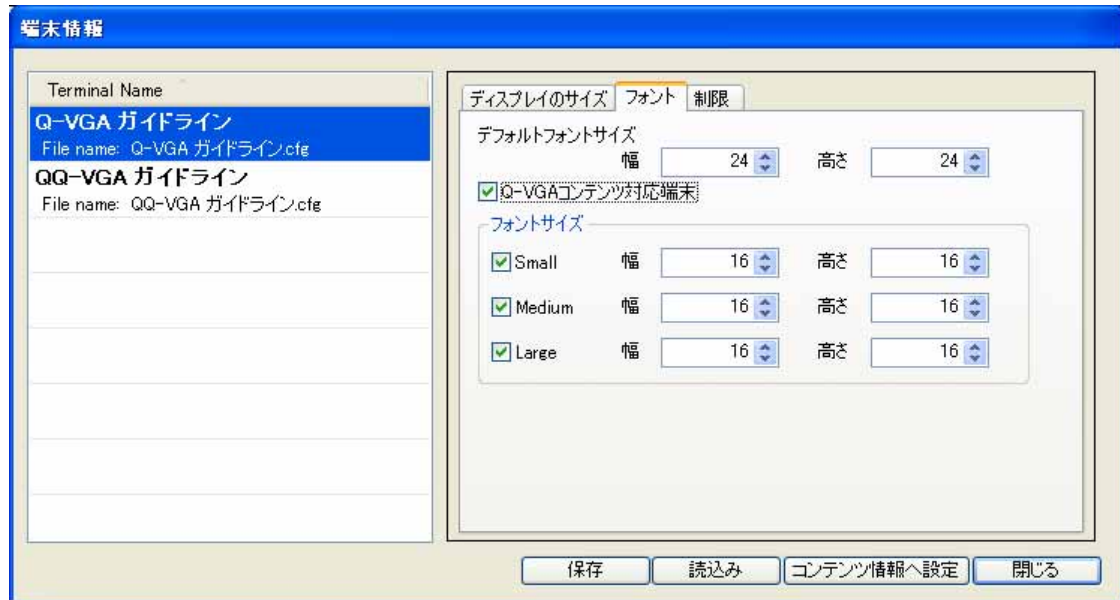 端末情報
Terminal Name
Q-VGA ガイドライン
File name: Q-VGA ガイドライン.cfg
QQ-VGA ガイドライン
File name: QQ-VGA ガイドライン.cfg
ディスプレイのサイズ フォント 制限
デフォルトフォントサイズ
幅 24 高さ 24
Q-VGAコンテンツ対応端末
フォントサイズ
Small 幅 16 高さ 16
Medium 幅 16 高さ 16
Large 幅 16 高さ 16
保存 読込み コンテンツ情報へ設定 閉じる